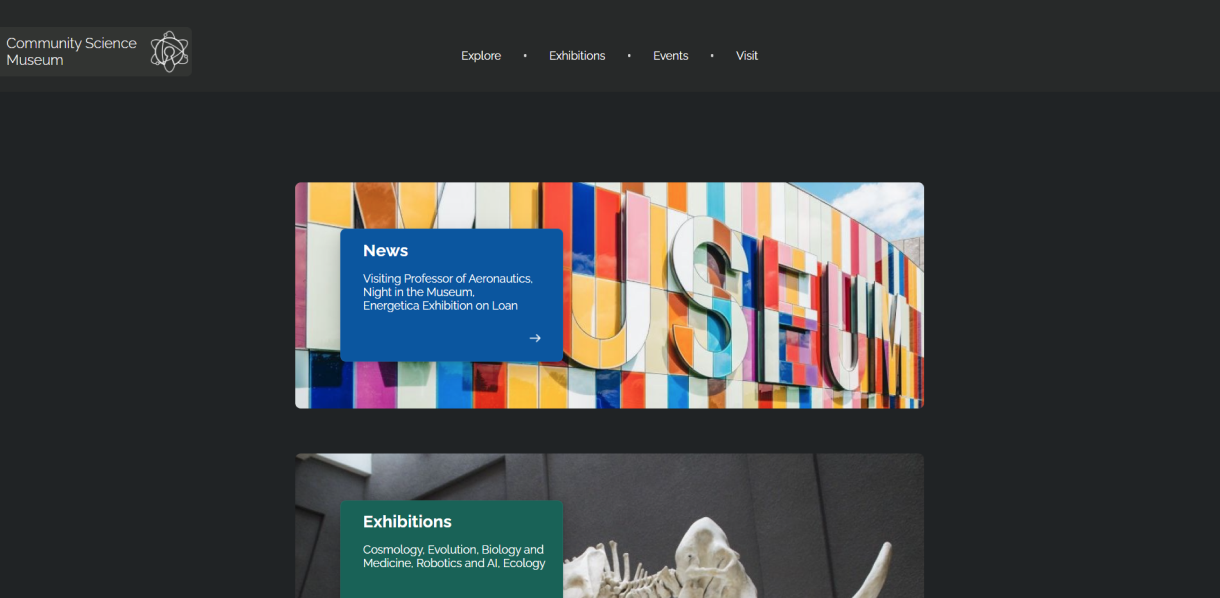 Community Science
Museum
Explore • Exhibitions • Events • Visit
News
Visiting Professor of Aeronautics,
Night in the Museum,
Energetica Exhibition on Loan
→
MUSEUM
Exhibitions
Cosmology, Evolution, Biology and
Medicine, Robotics and AI, Ecology